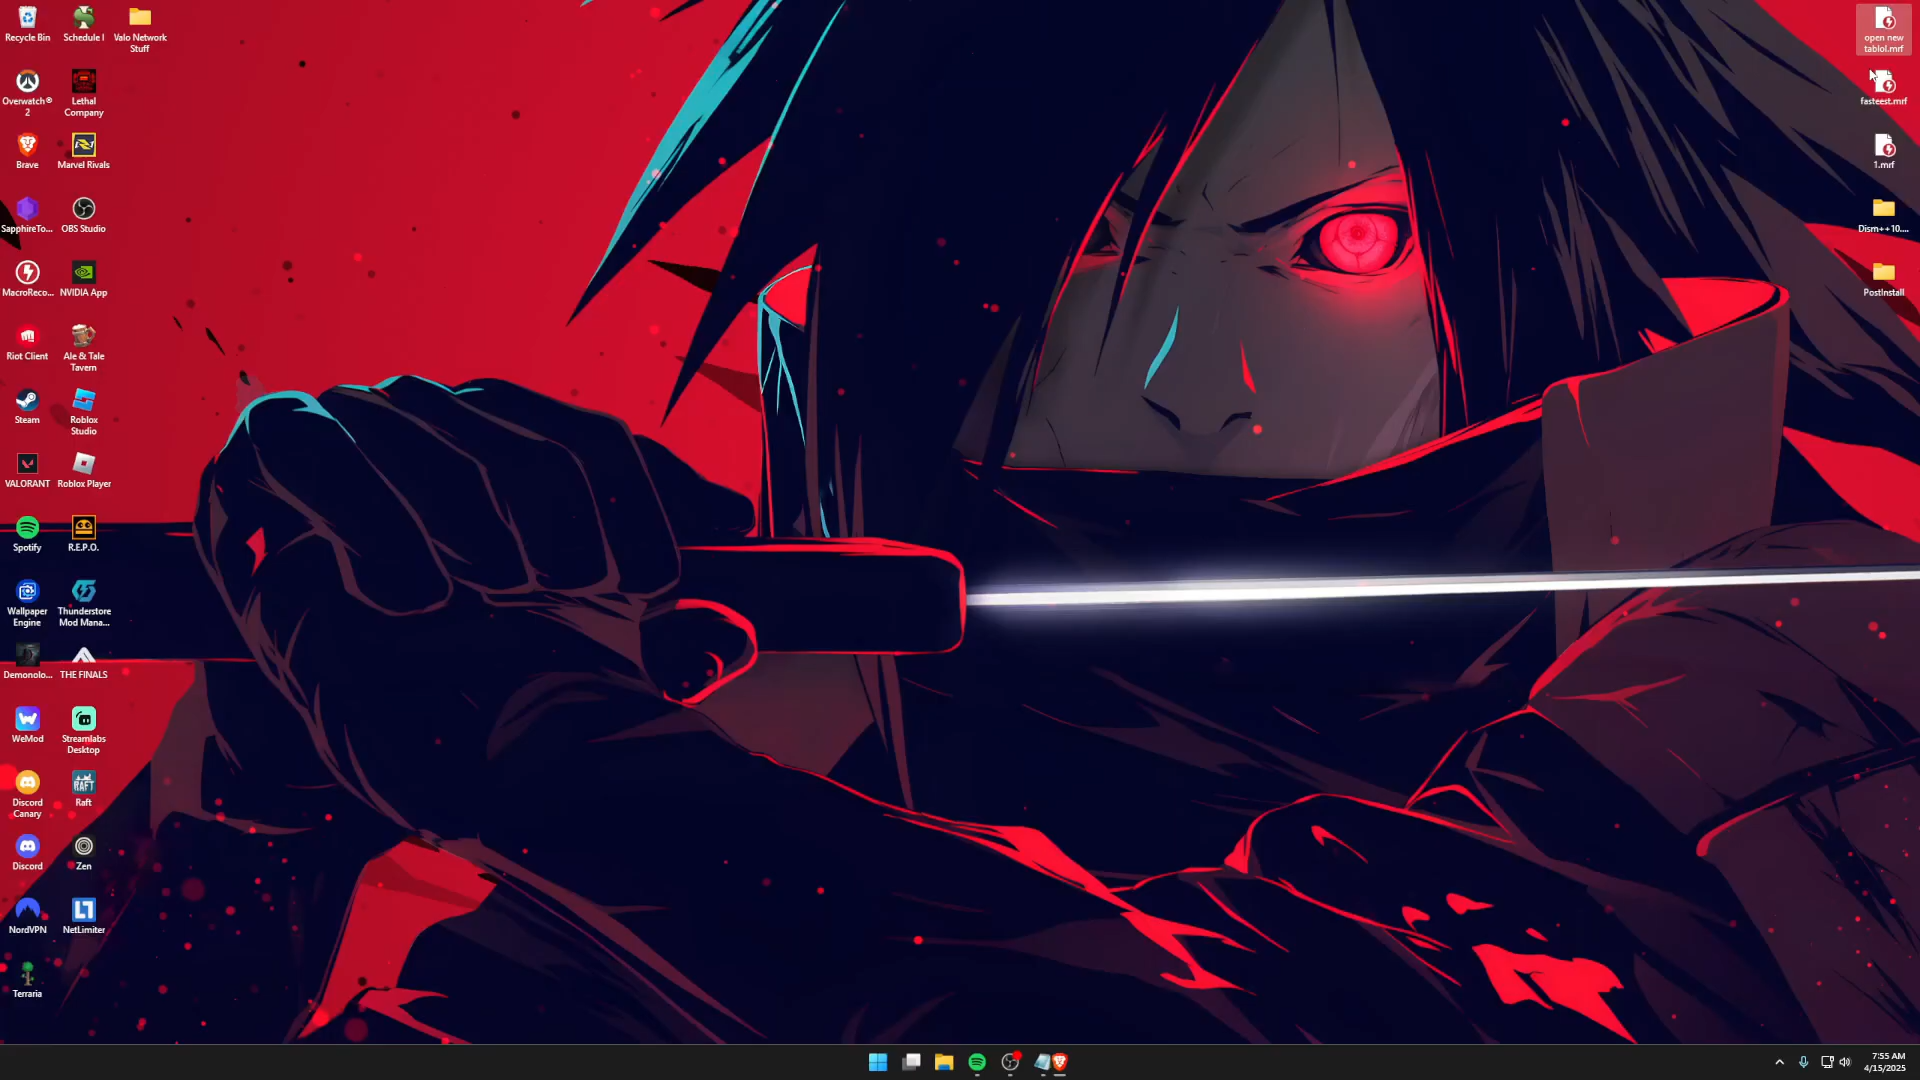 Recycle Bin
Schedule I
Valo Network
Stuff
Overwatch®
2
Lethal
Company
Brave
Marvel Rivals
SapphireTo...
OBS Studio
MacroReco...
NVIDIA App
Riot Client
Ale & Tale
Tavern
Steam
Roblox
Studio
VALORANT
Roblox Player
Spotify
R.E.P.O.
Wallpaper
Engine
Thunderstore
Mod Mana...
Demonolo...
THE FINALS
WeMod
Streamlabs
Desktop
Discord
Canary
RAFT
Raft
Discord
Zen
NordVPN
NetLimiter
Terraria
open new
tablol.mrf
fasteest.mrf
1.mrf
Dism++10....
PostInstall
7:55 AM
4/15/2025